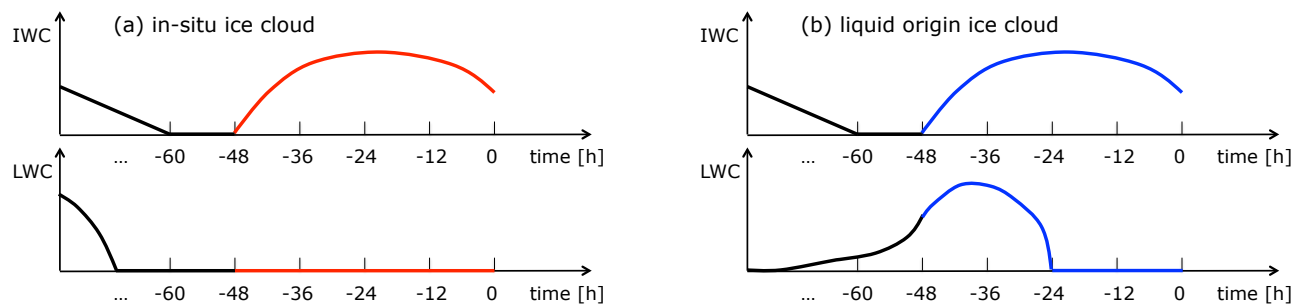 (a) in-situ ice cloud
IWC
... -60 -48 -36 -24 -12 0 time [h]
LWC
... -60 -48 -36 -24 -12 0 time [h]
(b) liquid origin ice cloud
IWC
... -60 -48 -36 -24 -12 0 time [h]
LWC
... -60 -48 -36 -24 -12 0 time [h]